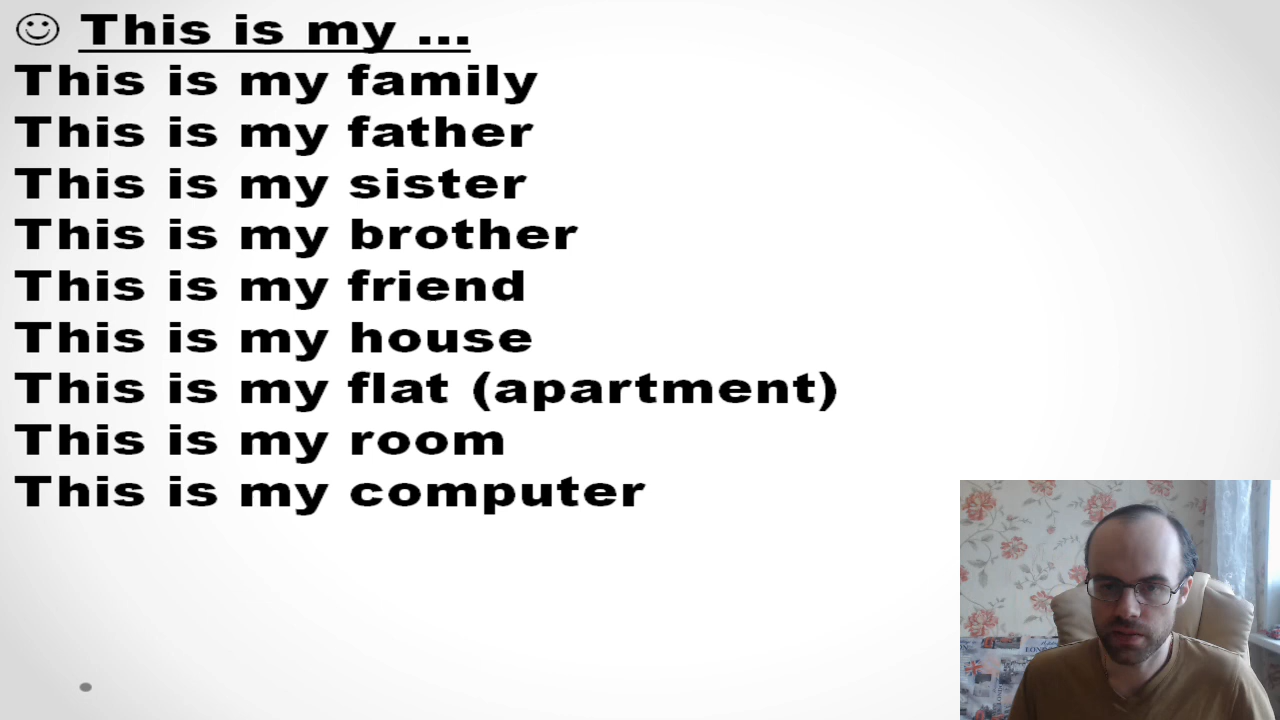 ☺ This is my ...
This is my family
This is my father
This is my sister
This is my brother
This is my friend
This is my house
This is my flat (apartment)
This is my room
This is my computer